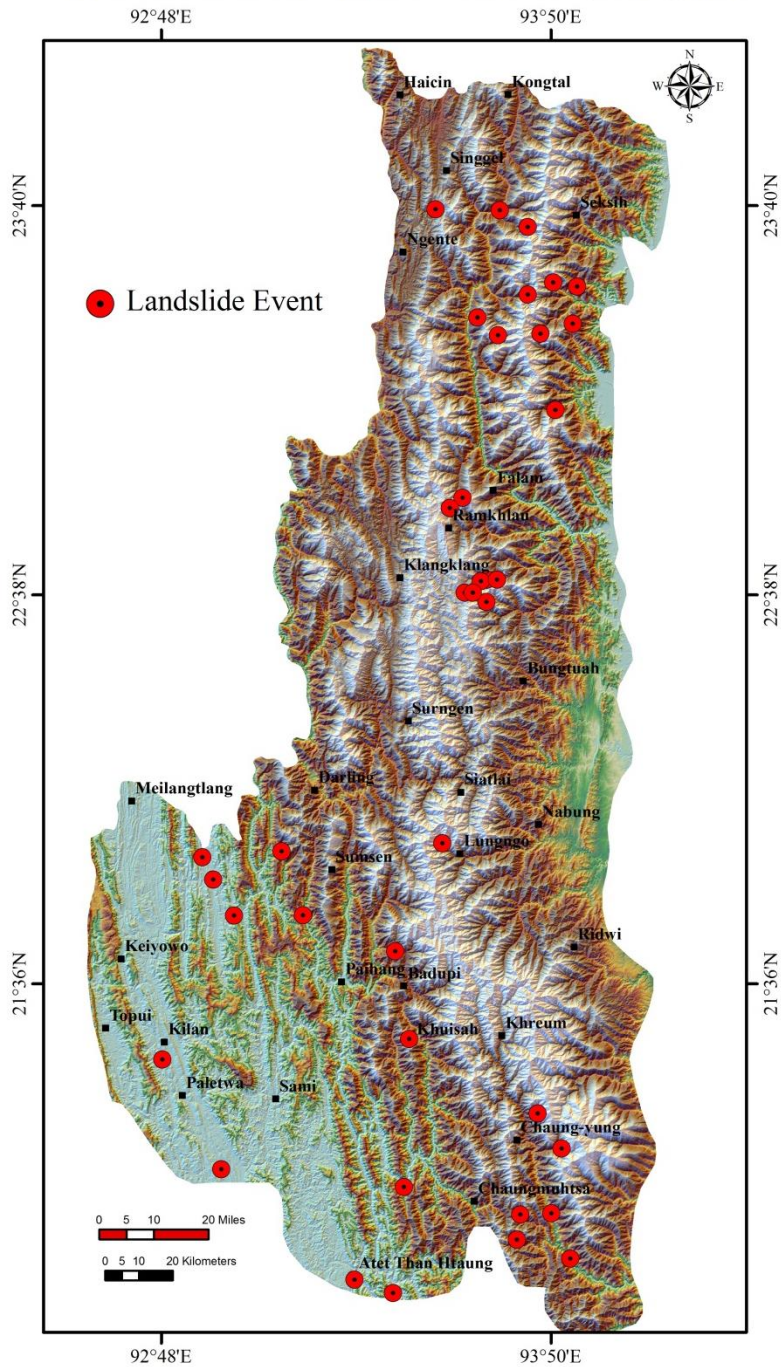 92°48'E 93°50'E
N
W E
S
Haicin Kongtal
Singgel
23°40'N 23°40'N
Seksih
Ngente
Landslide Event
Falam
Ramkhlau
Klangklang
22°38'N 22°38'N
Bungtuah
Surngen
Darling Siatlai
Meilangtlang
Nabung
Lungngo
Sumsen
Ridwi
Keiyowo
Paihang
Badupi
21°36'N 21°36'N
Topui
Kilan
Khuisah Khreum
Paletwa Sami
Chaung-yung
Chaungmuhtsa
0 5 10 20 Miles
Atet Than Htaung
0 5 10 20 Kilometers
92°48'E 93°50'E